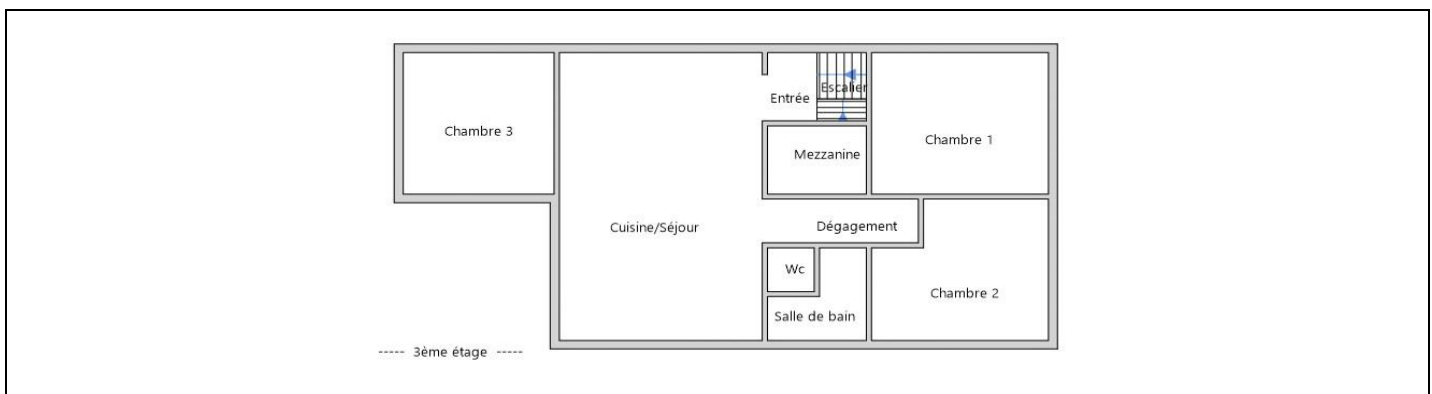 Escalier
Entrée
Chambre 3
Chambre 1
Mezzanine
Cuisine/Séjour
Dégagement
Wc
Chambre 2
Salle de bain
----- 3ème étage -----